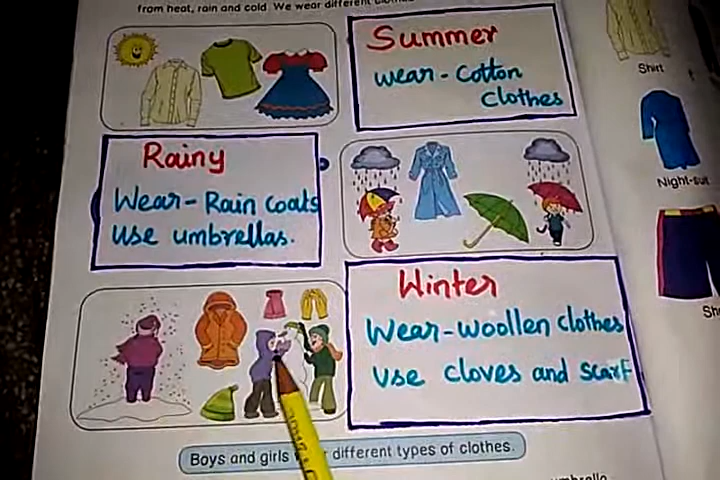 from heat, rain and cold. We wear different clothes
Summer
wear - Cotton
clothes
Shirt
Rainy
Wear - Rain coats
Use umbrellas.
Night-suit
Winter
Wear - woollen clothes
Use cloves and scarf
Boys and girls different types of clothes.
umbrella